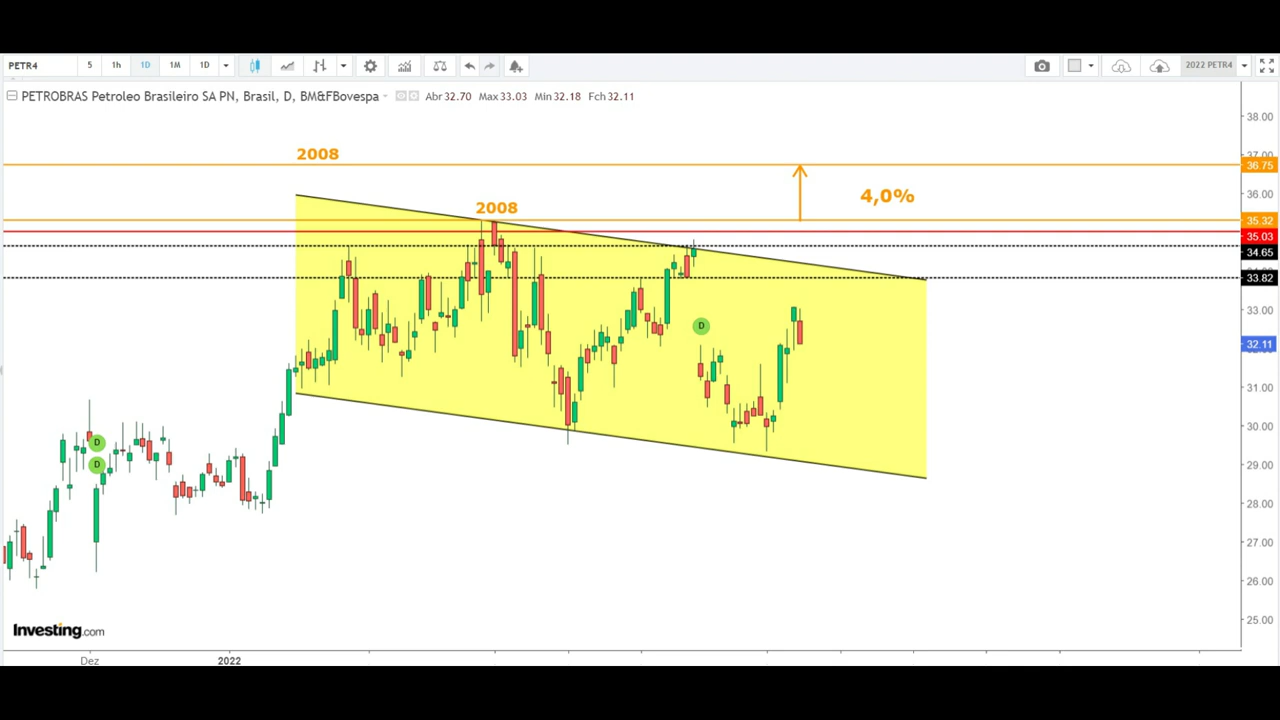 PETR4 5 1h 1D 1M 1D 2022 PETR4
PETROBRAS Petroleo Brasileiro SA PN, Brasil, D, BM&FBovespa Abr 32.70 Max 33.03 Min 32.18 Fch 32.11
38.00
2008
37.00
36.75
4,0%
36.00
2008
35.32
35.03
34.65
33.82
33.00
D
32.11
31.00
30.00
D
D
29.00
28.00
27.00
26.00
25.00
Investing.com
Dez 2022